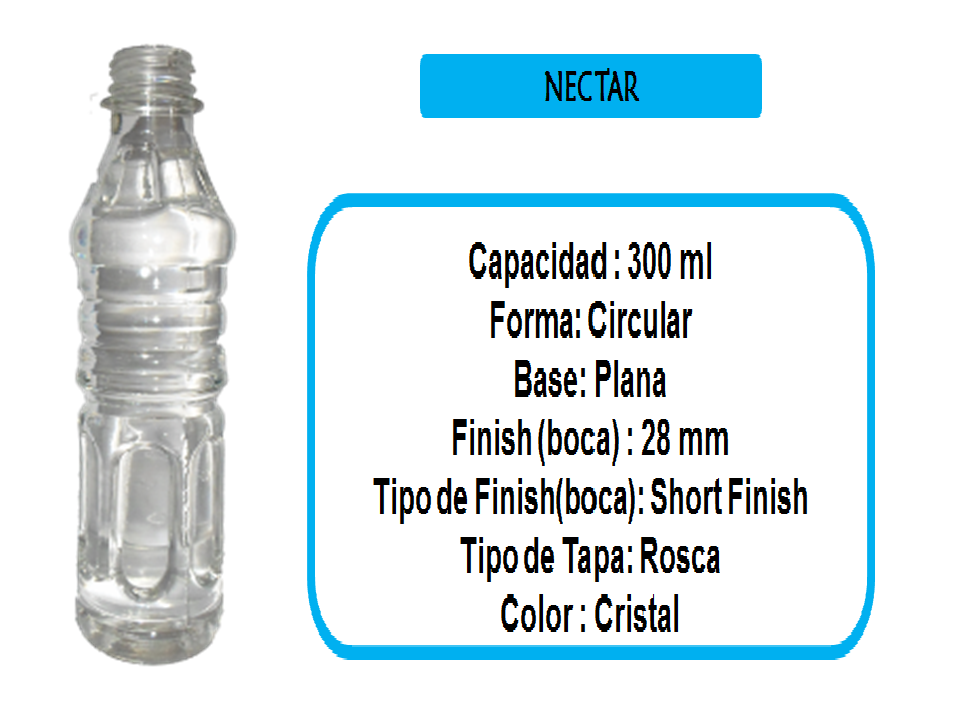 NECTAR
Capacidad : 300 ml
Forma: Circular
Base: Plana
Finish (boca) : 28 mm
Tipo de Finish(boca): Short Finish
Tipo de Tapa: Rosca
Color : Cristal